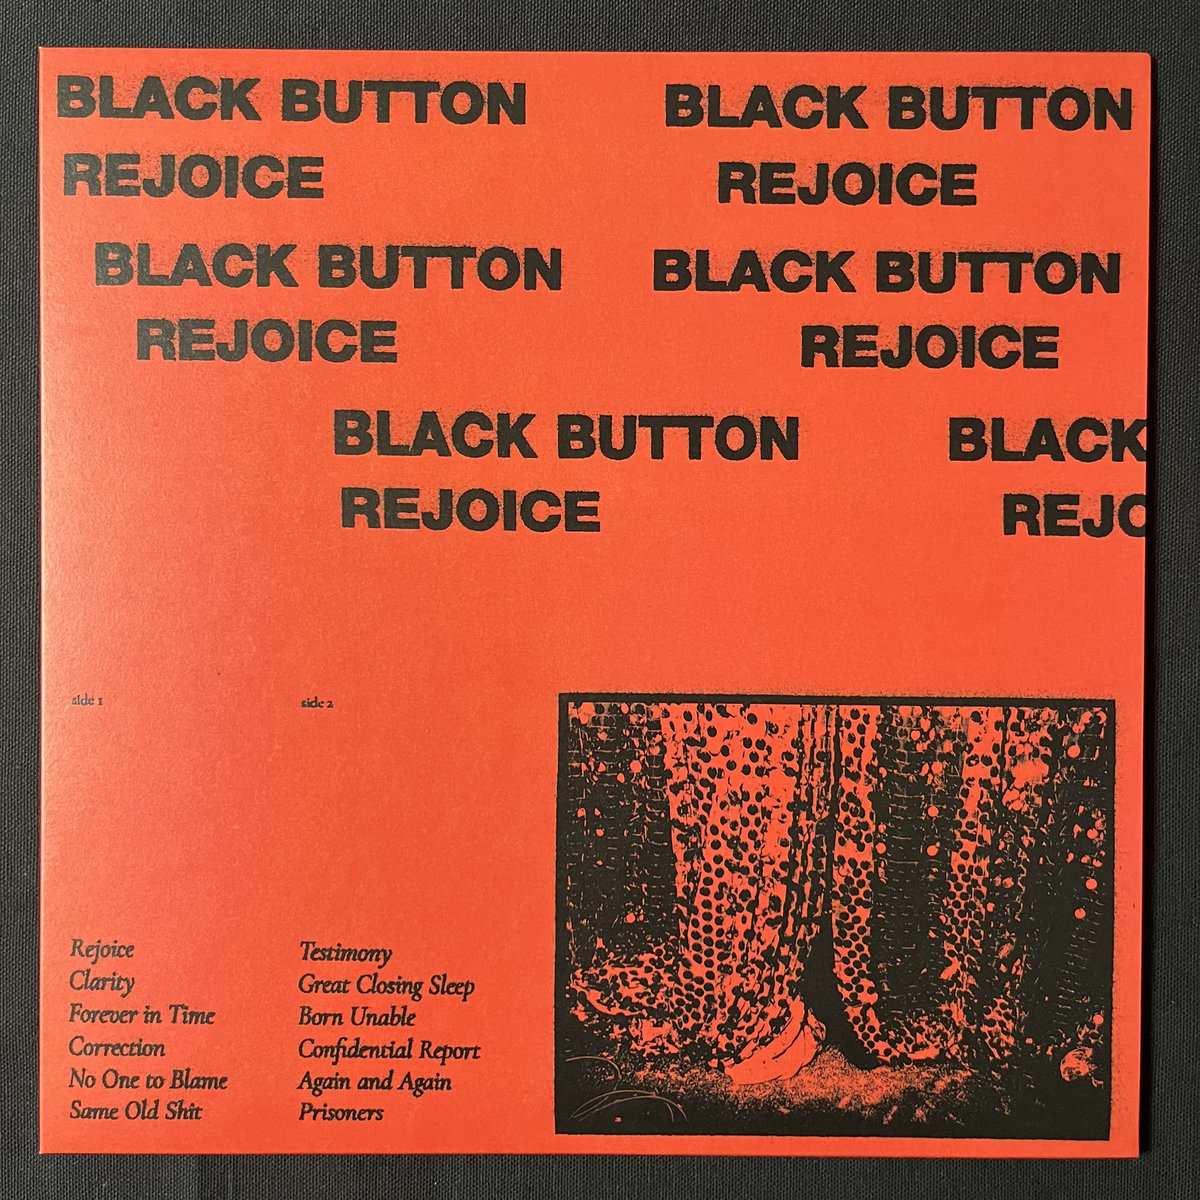 BLACK BUTTON BLACK BUTTON
REJOICE REJOICE
BLACK BUTTON BLACK BUTTON
REJOICE REJOICE
BLACK BUTTON BLACK
REJOICE REJO
side 1
Rejoice
Clarity
Forever in Time
Correction
No One to Blame
Same Old Shit
side 2
Testimony
Great Closing Sleep
Born Unable
Confidential Report
Again and Again
Prisoners